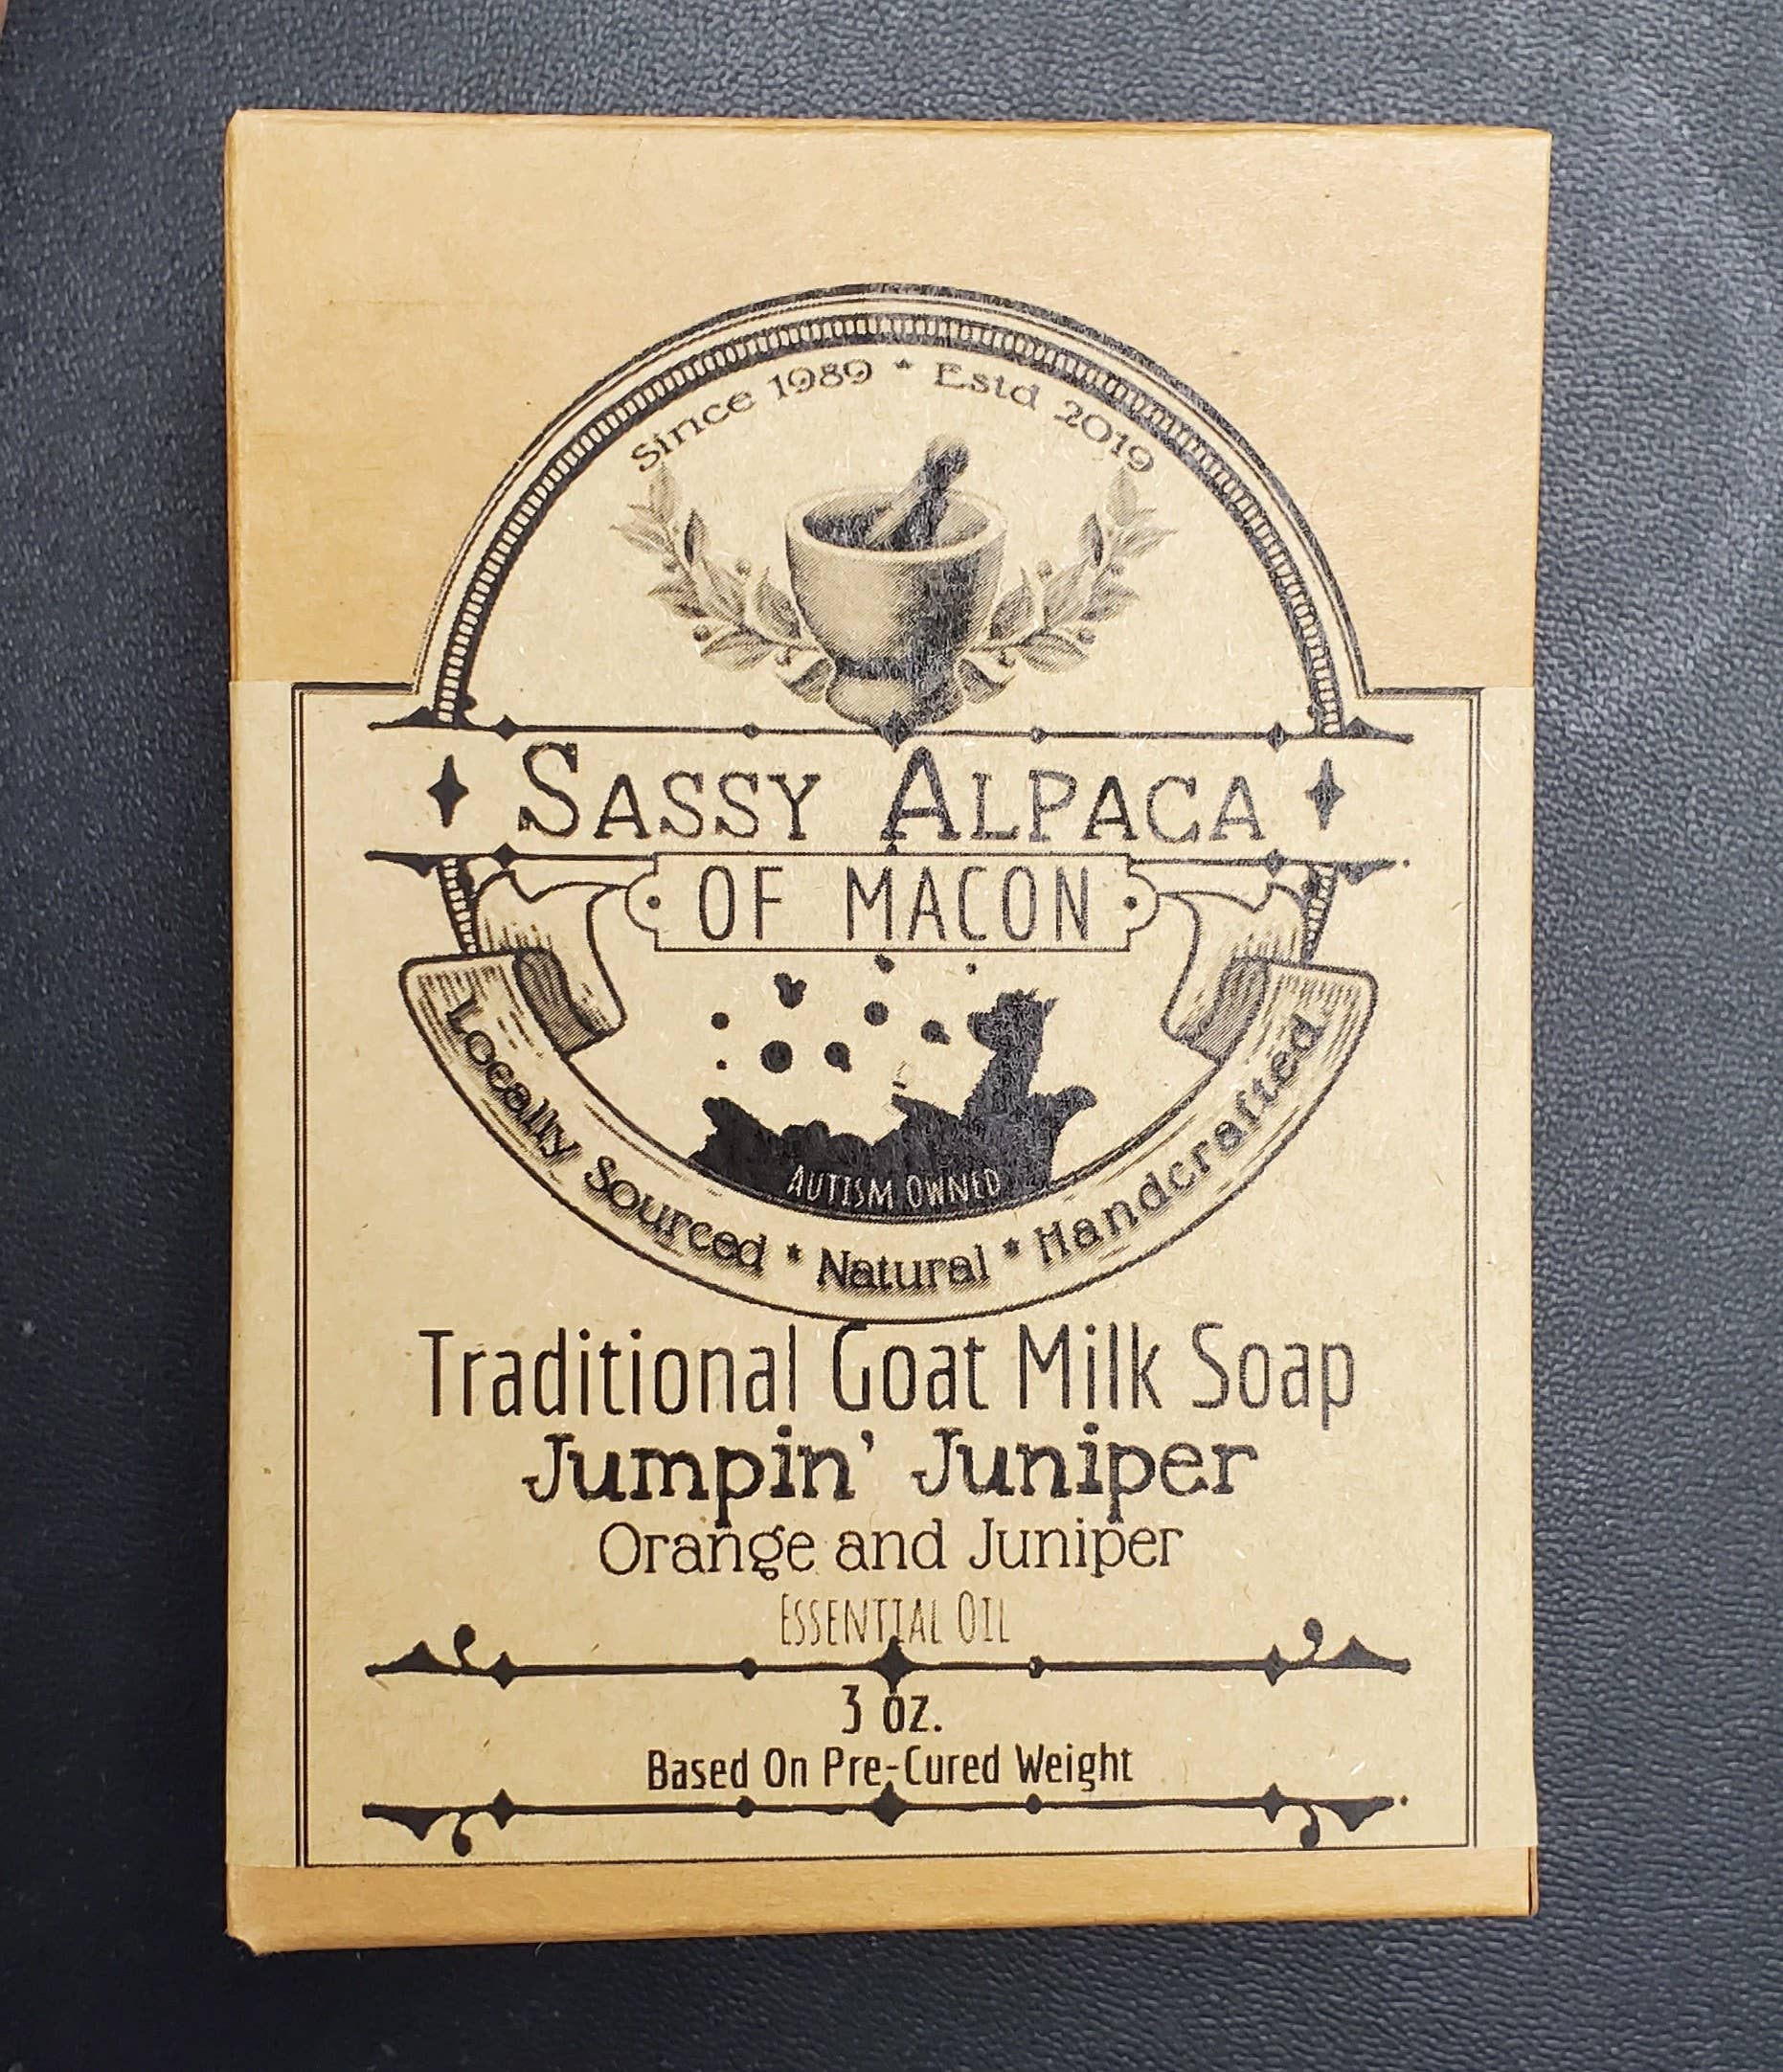 Since 1989 * Estd 2019
SASSY ALPACA
OF MACON
AUTISM OWNED
Locally Sourced * Natural * Handcrafted
Traditional Goat Milk Soap
Jumpin' Juniper
Orange and Juniper
ESSENTIAL OIL
3 oz.
Based On Pre-Cured Weight